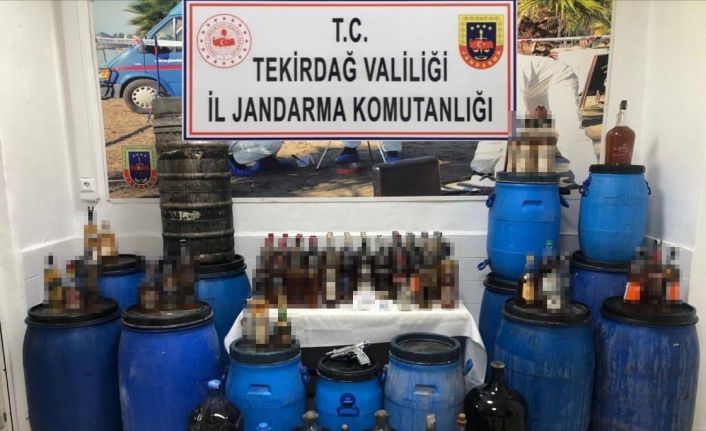 T.C.
TEKİRDAĞ VALİLİĞİ
İL JANDARMA KOMUTANLIĞI